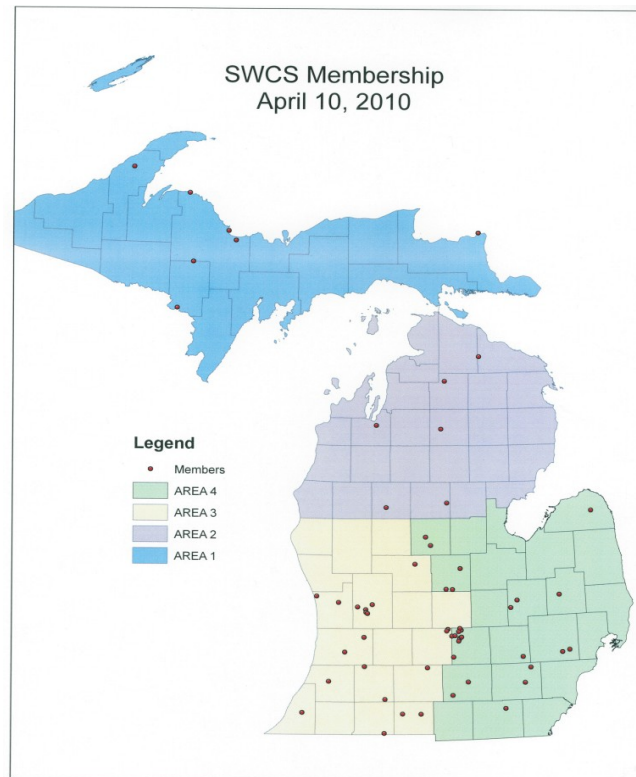 SWCS Membership
April 10, 2010
Legend
Members
AREA 4
AREA 3
AREA 2
AREA 1